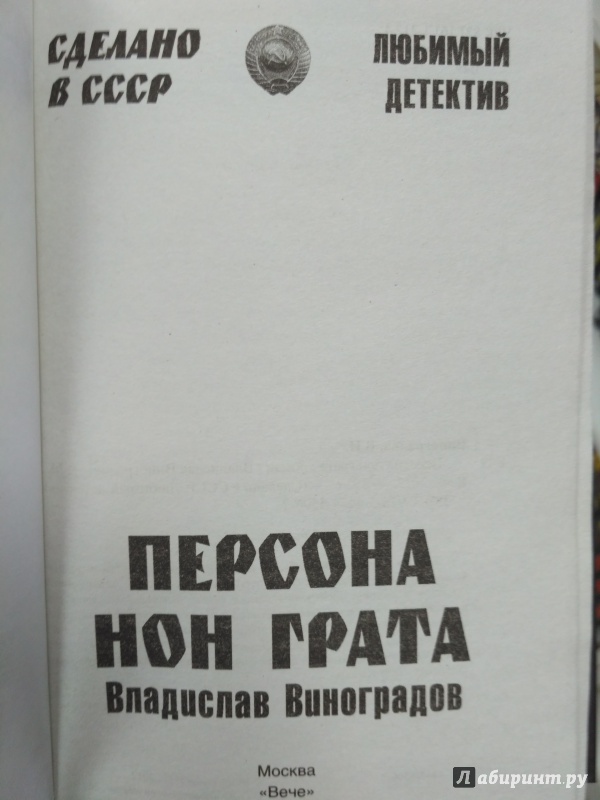 СДЕЛАНО
В СССР
ЛЮБИМЫЙ
ДЕТЕКТИВ
ПЕРСОНА
НОН ГРАТА
Владислав Виноградов
Москва
«Вече»
Лабиринт.ру